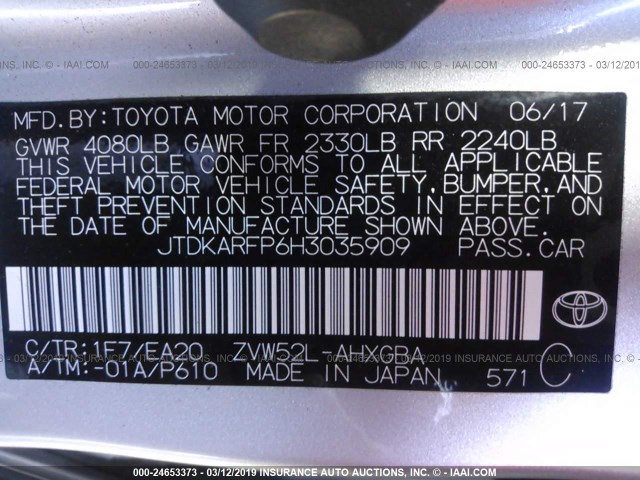 000-24653373 - 03/12/2019 INSURANCE AUTO AUCTIONS - © - IAAI.COM
MFD.BY:TOYOTA MOTOR CORPORATION 06/17
GVWR 4080LB GAWR FR 2330LB RR 2240LB
THIS VEHICLE CONFORMS TO ALL APPLICABLE
FEDERAL MOTOR VEHICLE SAFETY,BUMPER,AND
THEFT PREVENTION STANDARDS IN EFFECT ON
THE DATE OF MANUFACTURE SHOWN ABOVE.
JTDKARFP6H3035909 PASS.CAR
C/TR:1F7/EA20 ZVW52L-AHXGBA
A/TM:-01A/P610 MADE IN JAPAN 571 C
000-24653373 - 03/12/2019 INSURANCE AUTO AUCTIONS - © - IAAI.COM